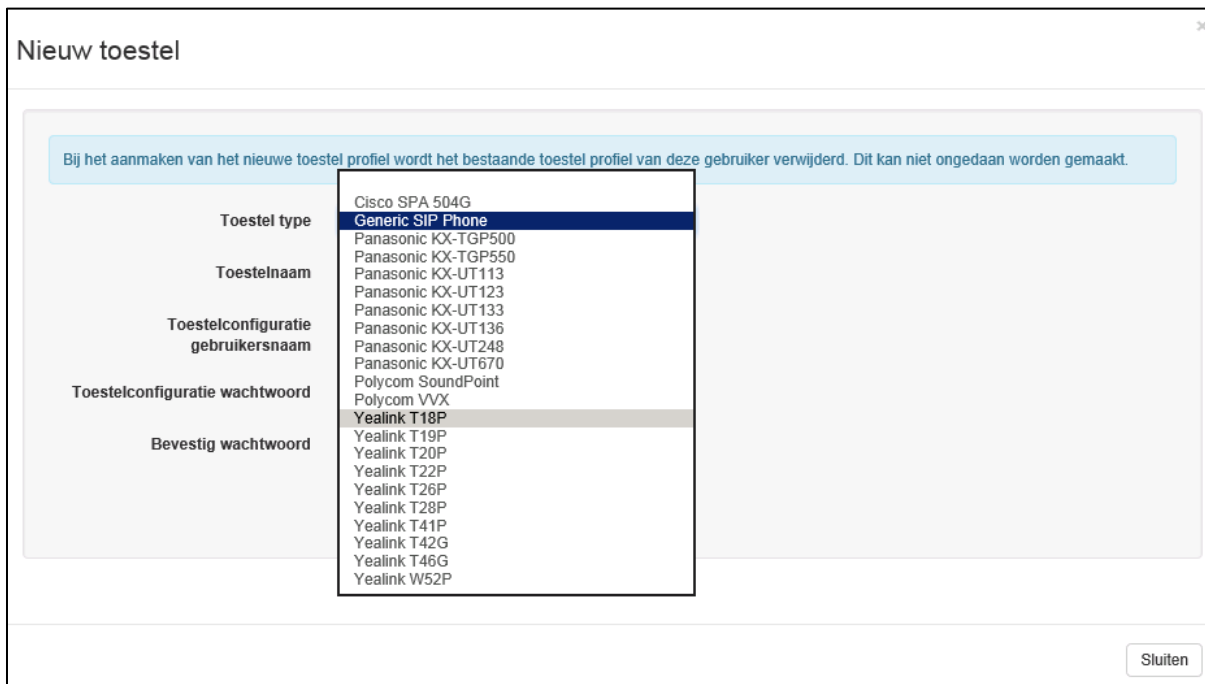 ×
Nieuw toestel
Bij het aanmaken van het nieuwe toestel profiel wordt het bestaande toestel profiel van deze gebruiker verwijderd. Dit kan niet ongedaan worden gemaakt.
Toestel type
Toestelnaam
Toestelconfiguratie
gebruikersnaam
Toestelconfiguratie wachtwoord
Bevestig wachtwoord
Cisco SPA 504G
Generic SIP Phone
Panasonic KX-TGP500
Panasonic KX-TGP550
Panasonic KX-UT113
Panasonic KX-UT123
Panasonic KX-UT133
Panasonic KX-UT136
Panasonic KX-UT248
Panasonic KX-UT670
Polycom SoundPoint
Polycom VVX
Yealink T18P
Yealink T19P
Yealink T20P
Yealink T22P
Yealink T26P
Yealink T28P
Yealink T41P
Yealink T42G
Yealink T46G
Yealink W52P
Sluiten